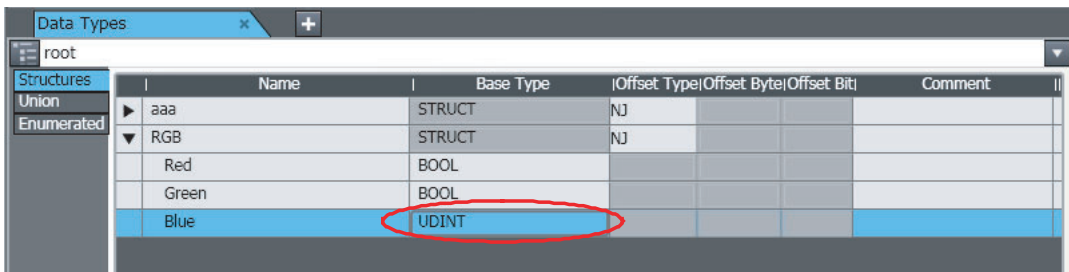 Data Types × +
root
Structures
Union
Enumerated
Name Base Type Offset Type Offset Byte Offset Bit Comment
aaa STRUCT NJ
RGB STRUCT NJ
Red BOOL
Green BOOL
Blue UDINT